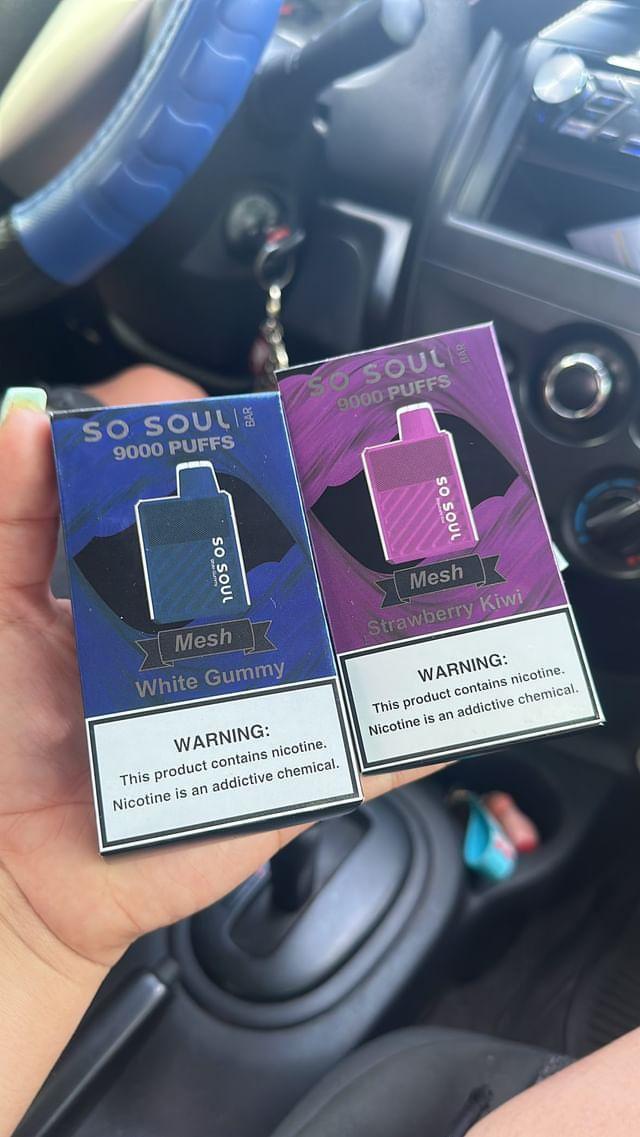 SO SOUL BAR
9000 PUFFS
SO SOUL
Mesh
White Gummy
WARNING:
This product contains nicotine.
Nicotine is an addictive chemical.
SO SOUL BAR
9000 PUFFS
SO SOUL
Mesh
Strawberry Kiwi
WARNING:
This product contains nicotine.
Nicotine is an addictive chemical.